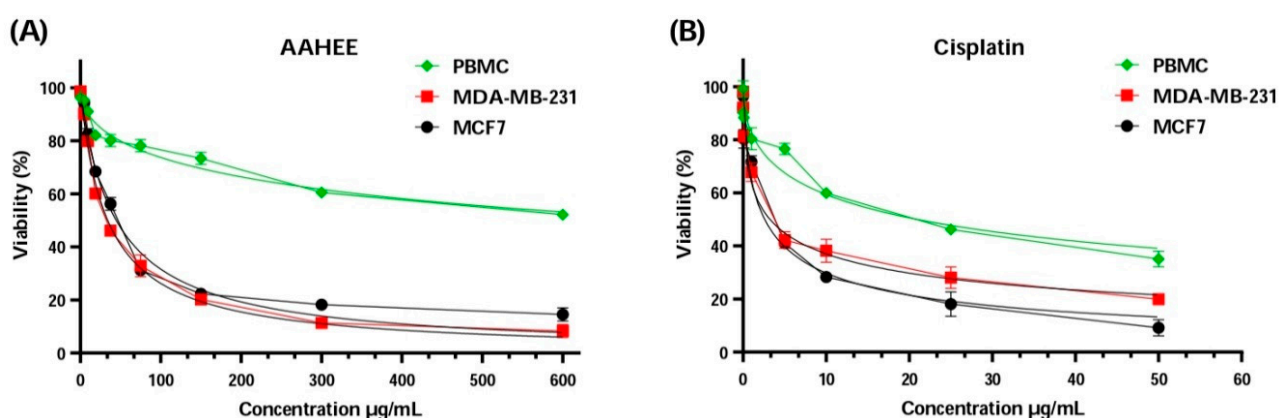 (A)
AAHEE
PBMC
MDA-MB-231
MCF7
Viability (%)
100
80
60
40
20
0
0 100 200 300 400 500 600
Concentration µg/mL
(B)
Cisplatin
PBMC
MDA-MB-231
MCF7
Viability (%)
100
80
60
40
20
0
0 10 20 30 40 50 60
Concentration µg/mL